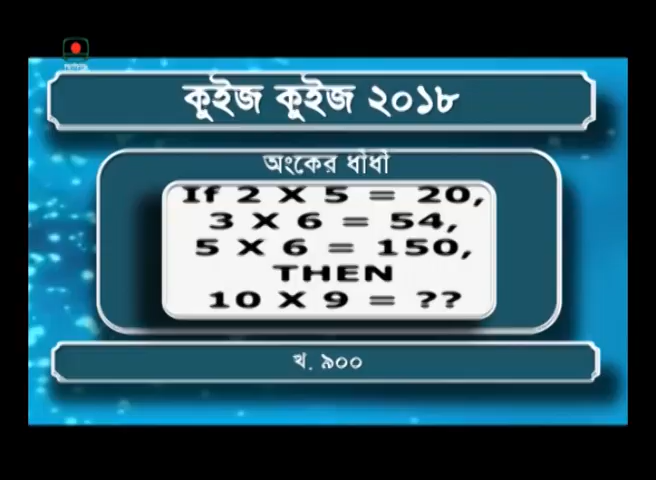 কুইজ কুইজ ২০১৮
অংকের ধাঁধাঁ
If 2 X 5 = 20,
3 X 6 = 54,
5 X 6 = 150,
THEN
10 X 9 = ??
খ. ৯০০